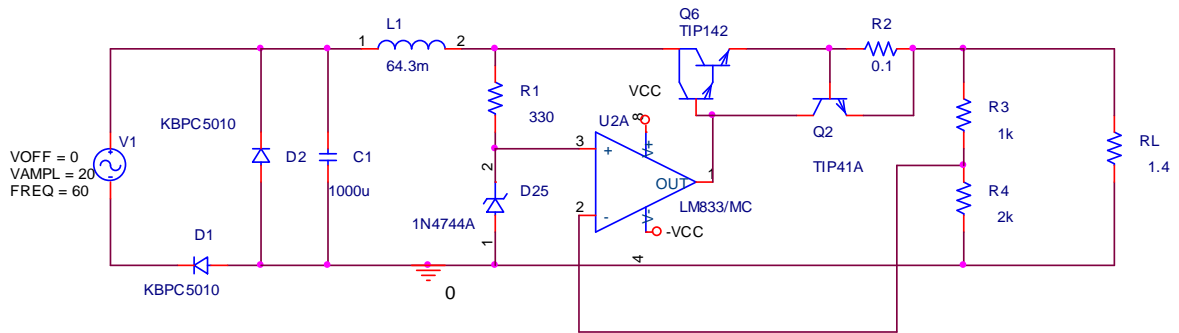 L1
1
2
64.3m
Q6
TIP142
R2
0.1
R1
330
VCC
8
U2A
Q2
TIP41A
R3
1k
KBPC5010
V1
VOFF = 0
VAMPL = 20
FREQ = 60
D2
C1
1000u
3
+
V+
OUT
1
LM833/MC
2
-
V-
-VCC
4
2
D25
1N4744A
1
RL
1.4
R4
2k
D1
KBPC5010
0